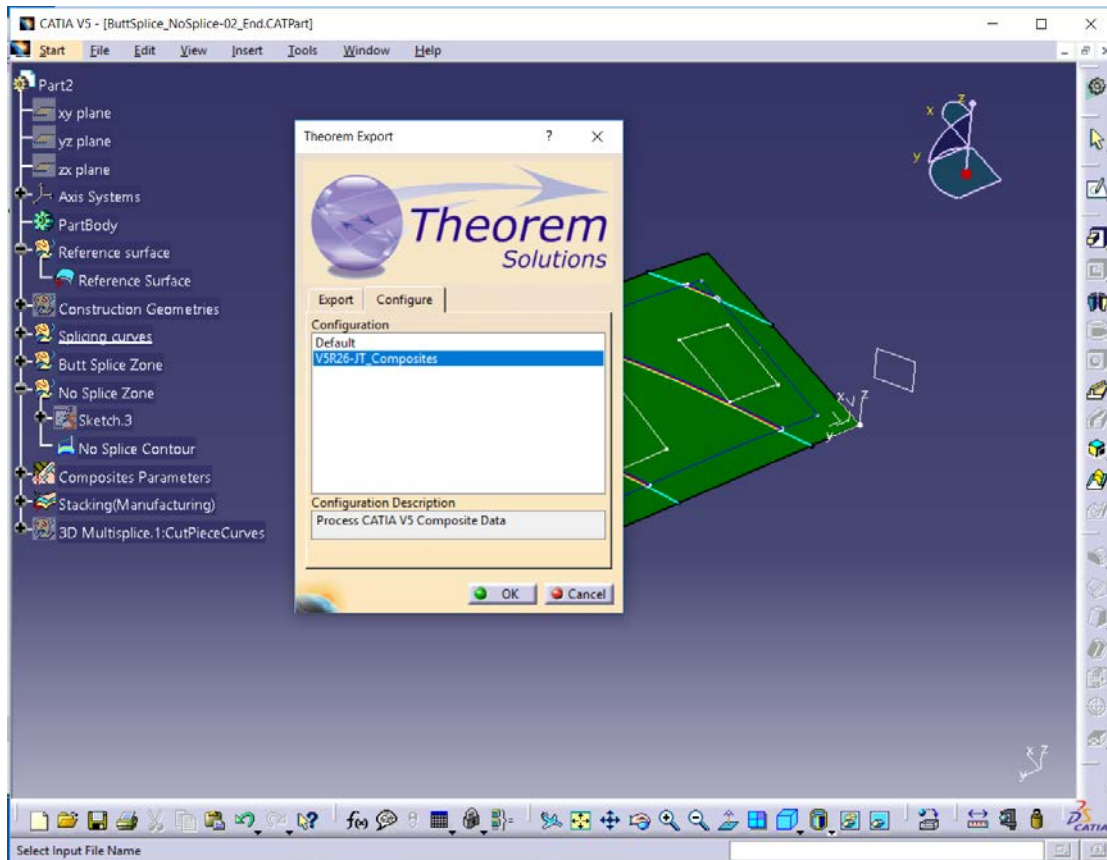 CATIA V5 - [ButtSplice_NoSplice-02_End.CATPart]
Start File Edit View Insert Tools Window Help
Part2
xy plane
yz plane
zx plane
Axis Systems
PartBody
Reference surface
Reference Surface
Construction Geometries
Splicing curves
Butt Splice Zone
No Splice Zone
Sketch.3
No Splice Contour
Composites Parameters
Stacking(Manufacturing)
3D Multisplice.1:CutPieceCurves
Theorem Export ?
Theorem
Solutions
Export Configure
Configuration
Default
V5R26-JT_Composites
Configuration Description
Process CATIA V5 Composite Data
OK Cancel
x z
y
x y z
y
x z
y
f(x)
CATIA
Select Input File Name